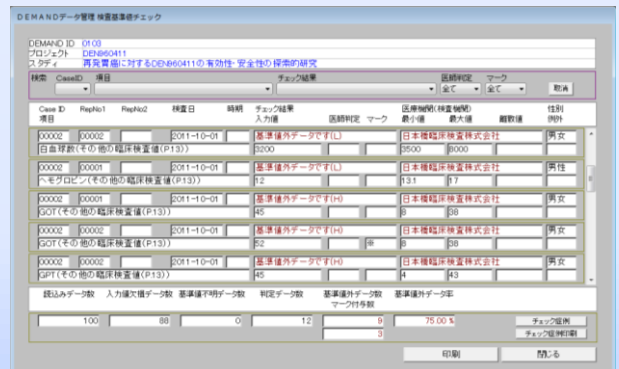 DEMANDデータ管理 検査基準値チェック
DEMAND ID 0103
プロジェクト DEN960411
スタディ 再発胃癌に対するDEN960411の有効性・安全性の探索的研究
検索 CaseID 項目 チェック結果 医師判定 マーク
全て 全て 取消
Case ID RepNo1 RepNo2 検査日 時期 チェック結果 医療機関(検査機関) 性別
項目 入力値 医師判定 マーク 最小値 最大値 離散値 例外
00002 00002 2011-10-01 基準値外データです(L) 日本橋臨床検査株式会社 男女
白血球数(その他の臨床検査値(P.13)) 3200 3500 8000
00002 00001 2011-10-01 基準値外データです(L) 日本橋臨床検査株式会社 男性
ヘモグロビン(その他の臨床検査値(P.13)) 12 13.1 17
00002 00001 2011-10-01 基準値外データです(H) 日本橋臨床検査株式会社 男女
GOT(その他の臨床検査値(P.13)) 45 8 38
00002 00002 2011-10-01 基準値外データです(H) 日本橋臨床検査株式会社 男女
GOT(その他の臨床検査値(P.13)) 52 ※ 8 38
00002 00001 2011-10-01 基準値外データです(H) 日本橋臨床検査株式会社 男女
GPT(その他の臨床検査値(P.13)) 45 4 43
読込みデータ数 入力値欠損データ数 基準値不明データ数 判定データ数 基準値外データ数 基準値外データ率
マーク付与数
100 88 0 12 9 75.00 % チェック症例
3 チェック症例印刷
印刷 閉じる